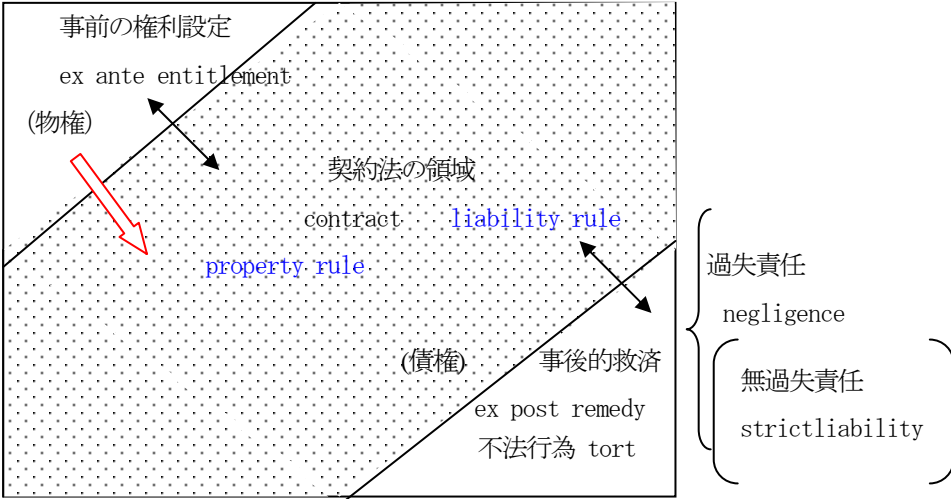 事前の権利設定
ex ante entitlement
(物権)
契約法の領域
contract liability rule
property rule
(債権)
事後的救済
ex post remedy
不法行為 tort
過失責任
negligence
無過失責任
strictliability